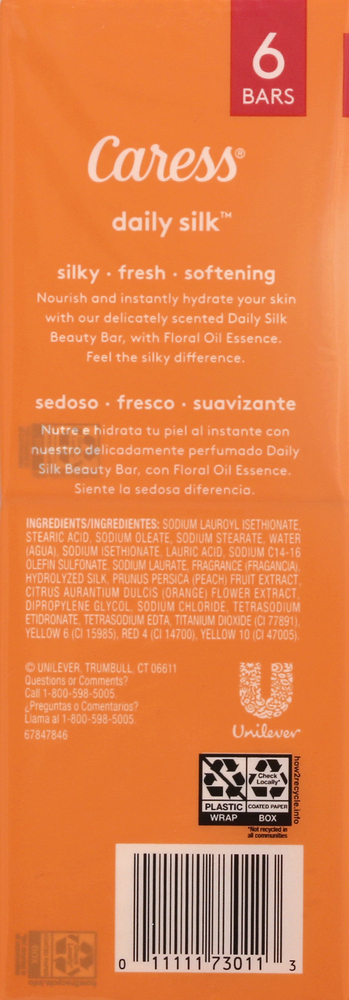 6
BARS
Caress®
daily silk™
silky · fresh · softening
Nourish and instantly hydrate your skin
with our delicately scented Daily Silk
Beauty Bar, with Floral Oil Essence.
Feel the silky difference.
sedoso · fresco · suavizante
Nutre e hidrata tu piel al instante con
nuestro delicadamente perfumado Daily
Silk Beauty Bar, con Floral Oil Essence.
Siente la sedosa diferencia.
INGREDIENTS/INGREDIENTES: SODIUM LAUROYL ISETHIONATE,
STEARIC ACID, SODIUM OLEATE, SODIUM STEARATE, WATER
(AGUA), SODIUM ISETHIONATE, LAURIC ACID, SODIUM C14-16
OLEFIN SULFONATE, SODIUM LAURATE, FRAGRANCE (FRAGANCIA),
HYDROLYZED SILK, PRUNUS PERSICA (PEACH) FRUIT EXTRACT,
CITRUS AURANTIUM DULCIS (ORANGE) FLOWER EXTRACT,
DIPROPYLENE GLYCOL, SODIUM CHLORIDE, TETRASODIUM
ETIDRONATE, TETRASODIUM EDTA, TITANIUM DIOXIDE (CI 77891),
YELLOW 6 (CI 15985), RED 4 (CI 14700), YELLOW 10 (CI 47005).
© UNILEVER, TRUMBULL, CT 06611
Questions or Comments?
Call 1-800-598-5005
¿Preguntas o Comentarios?
Llama al 1-800-598-5005
67847846
Unilever
Check
Locally*
PLASTIC
WRAP
COATED PAPER
BOX
*Not recycled in
all communities
how2recycle.info
0 11111 73011 3